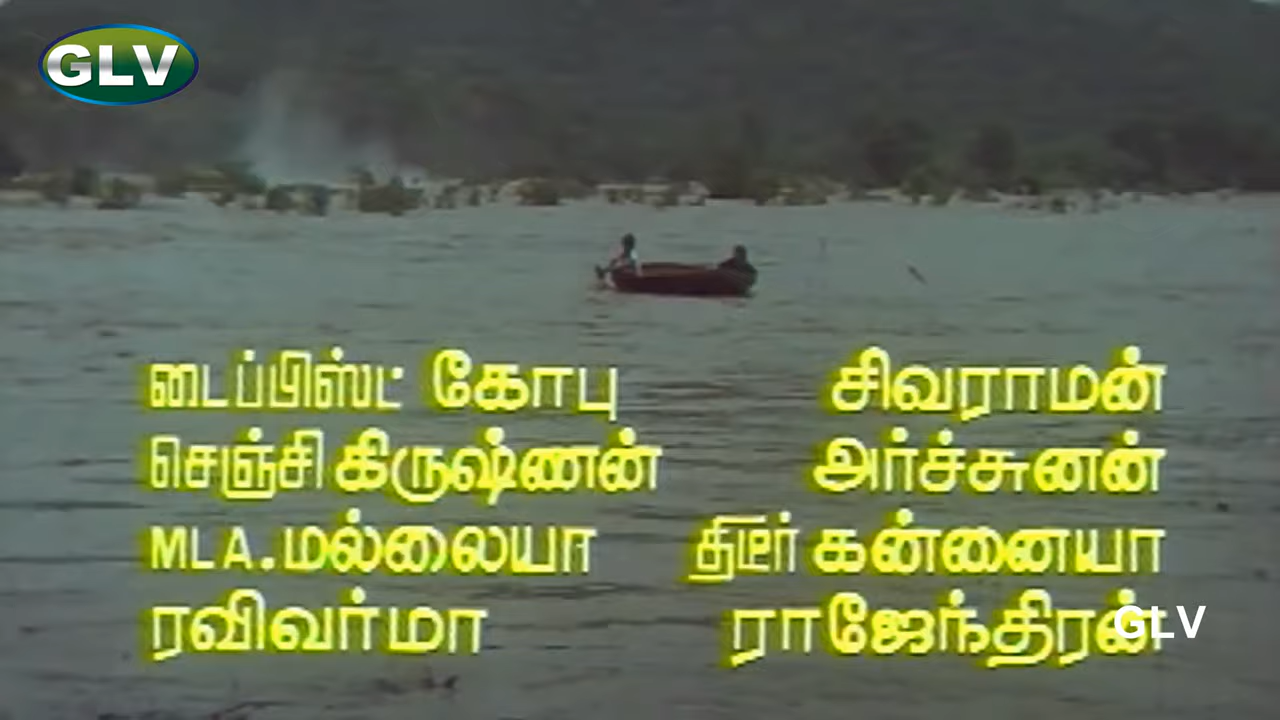 GLV
டைப்பிஸ்ட் கோபு சிவராமன்
செஞ்சி கிருஷ்ணன் அர்ச்சுனன்
MLA.மல்லையா திடீர் கன்னையா
ரவிவர்மா ராஜேந்திரன்
GLV